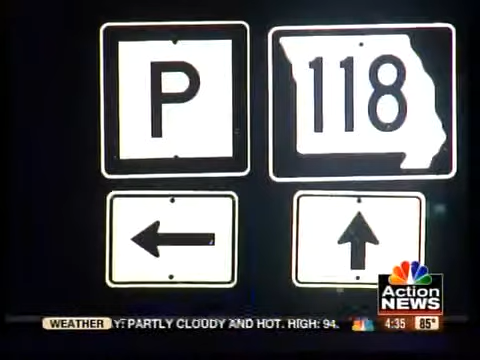 P
118
Action
NEWS
WEATHER Y: PARTLY CLOUDY AND HOT. HIGH: 94. 4:35 85°